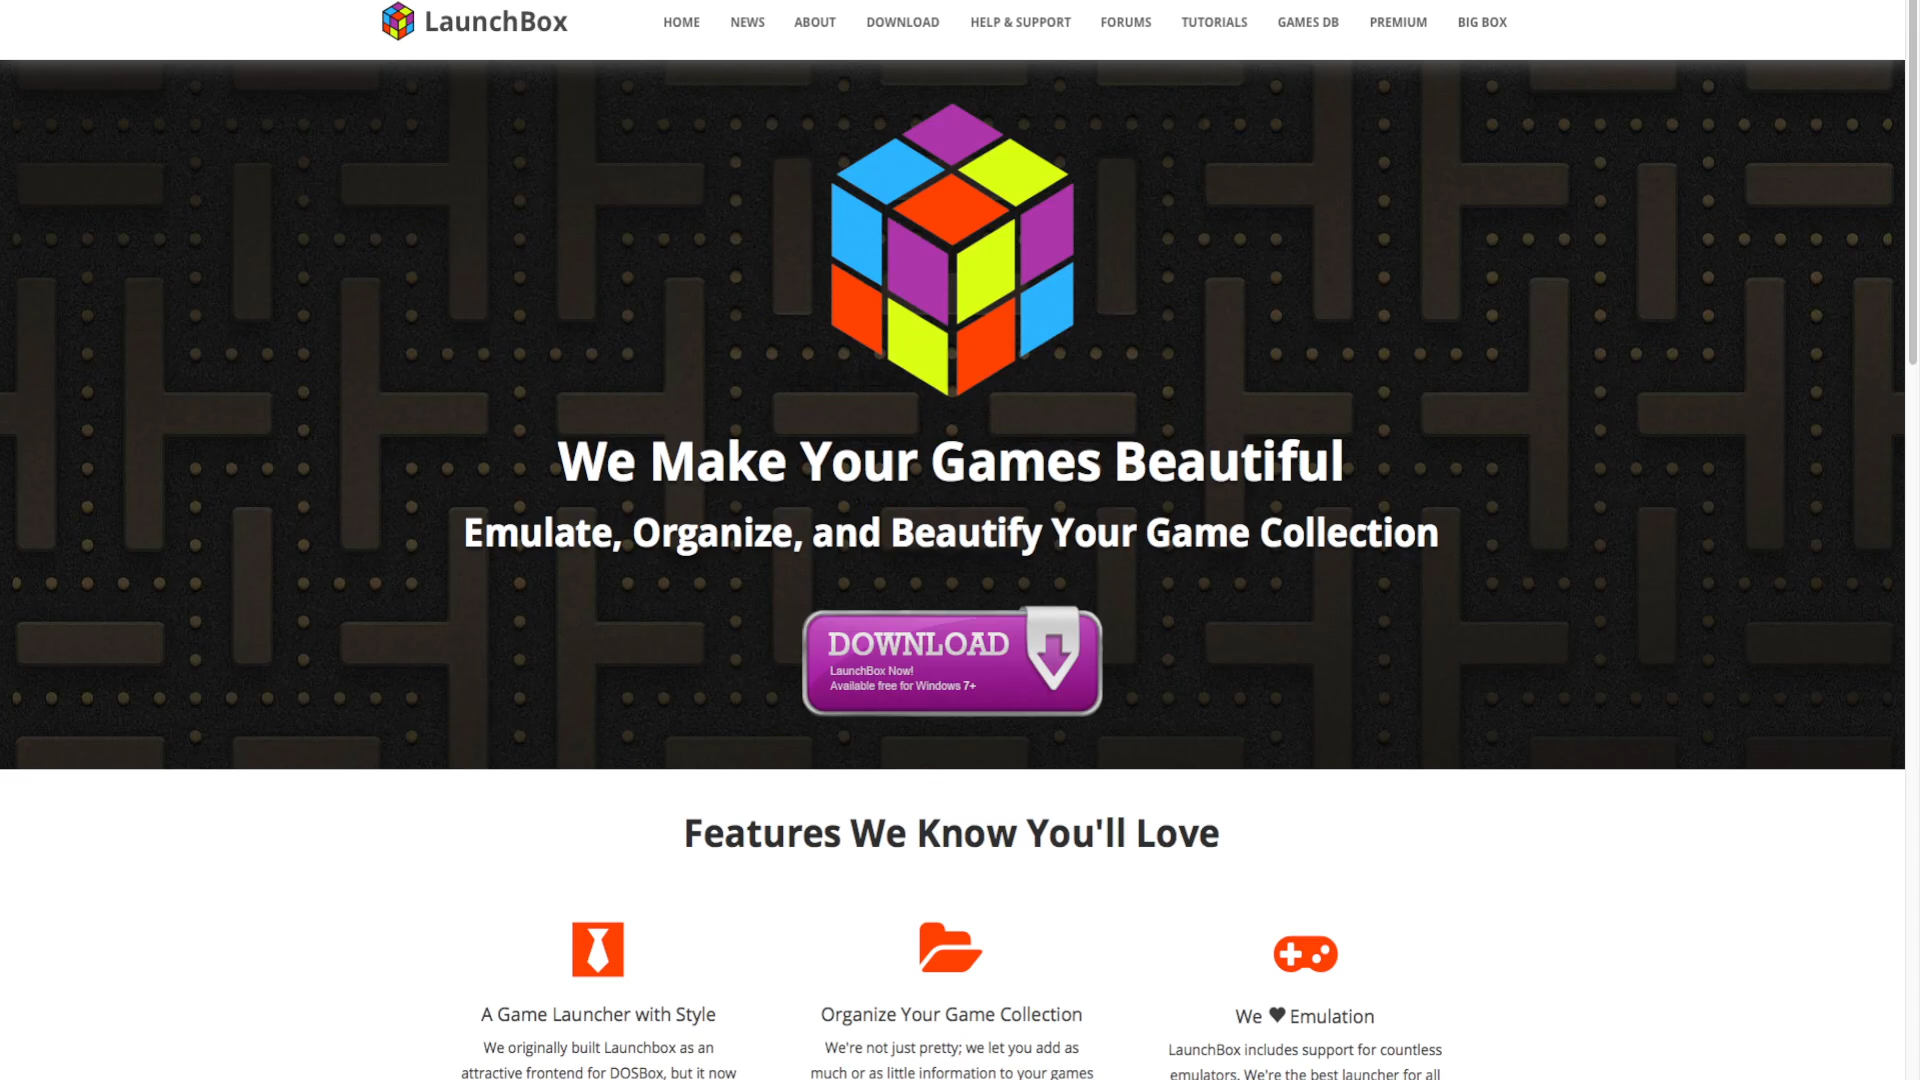 LaunchBox
HOME NEWS ABOUT DOWNLOAD HELP & SUPPORT FORUMS TUTORIALS GAMES DB PREMIUM BIG BOX
We Make Your Games Beautiful
Emulate, Organize, and Beautify Your Game Collection
DOWNLOAD
LaunchBox Now!
Available free for Windows 7+
Features We Know You'll Love
A Game Launcher with Style
We originally built Launchbox as an
attractive frontend for DOSBox, but it now
Organize Your Game Collection
We're not just pretty; we let you add as
much or as little information to your games
We ♥ Emulation
LaunchBox includes support for countless
emulators. We're the best launcher for all